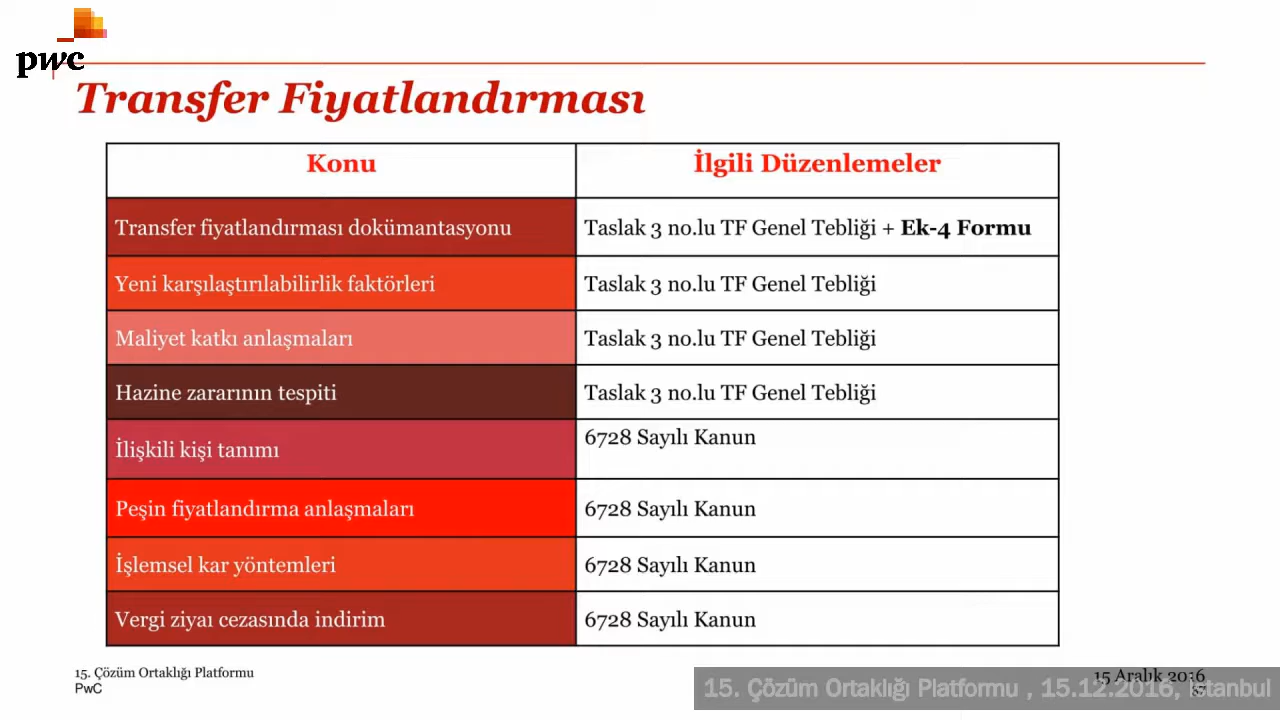 pwc
Transfer Fiyatlandırması
Konu
İlgili Düzenlemeler
Transfer fiyatlandırması dokümantasyonu
Taslak 3 no.lu TF Genel Tebliği + Ek-4 Formu
Yeni karşılaştırılabilirlik faktörleri
Taslak 3 no.lu TF Genel Tebliği
Maliyet katkı anlaşmaları
Taslak 3 no.lu TF Genel Tebliği
Hazine zararının tespiti
Taslak 3 no.lu TF Genel Tebliği
İlişkili kişi tanımı
6728 Sayılı Kanun
Peşin fiyatlandırma anlaşmaları
6728 Sayılı Kanun
İşlemsel kar yöntemleri
6728 Sayılı Kanun
Vergi ziyaı cezasında indirim
6728 Sayılı Kanun
15. Çözüm Ortaklığı Platformu
PwC
15 Aralık 2016
15. Çözüm Ortaklığı Platformu , 15.12.2016, İstanbul